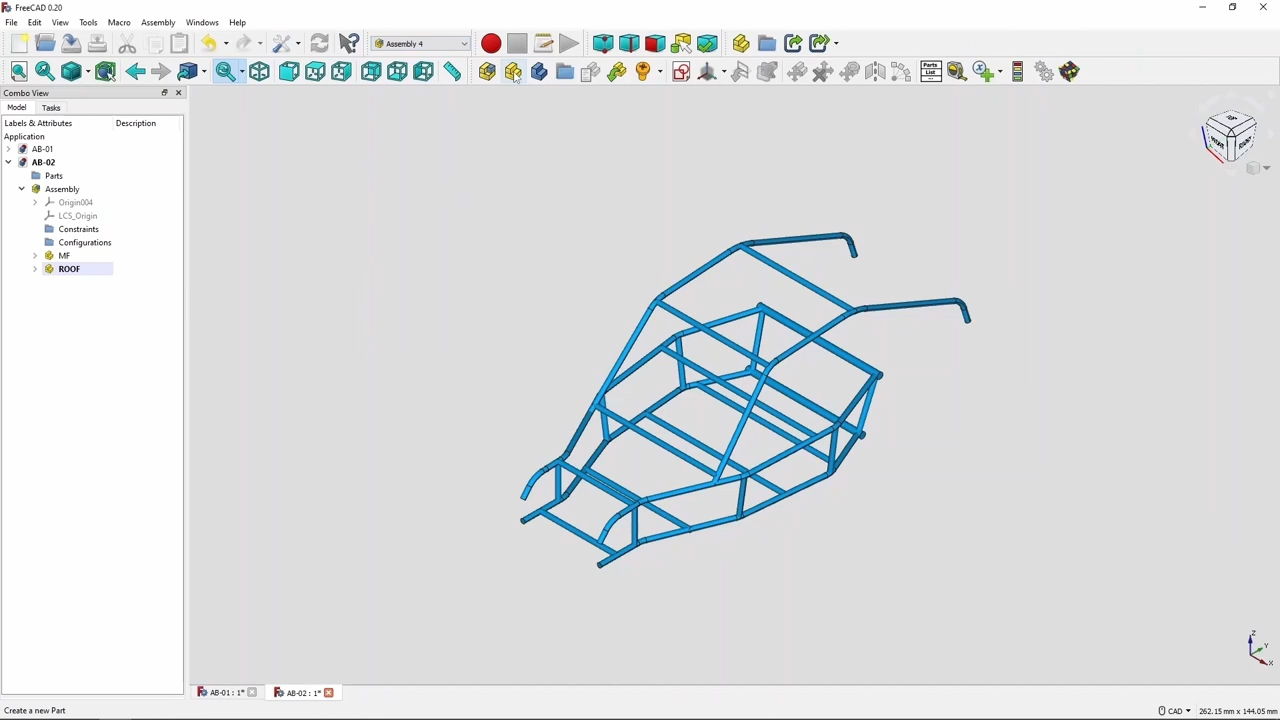 FreeCAD 0.20
File Edit View Tools Macro Assembly Windows Help
Assembly 4
Parts
List
Combo View
Model Tasks
Labels & Attributes Description
Application
AB-01
AB-02
Parts
Assembly
Origin004
LCS_Origin
Constraints
Configurations
MF
ROOF
Z
Y
X
AB-01 : 1* AB-02 : 1*
Create a new Part CAD 262.15 mm x 144.05 mm